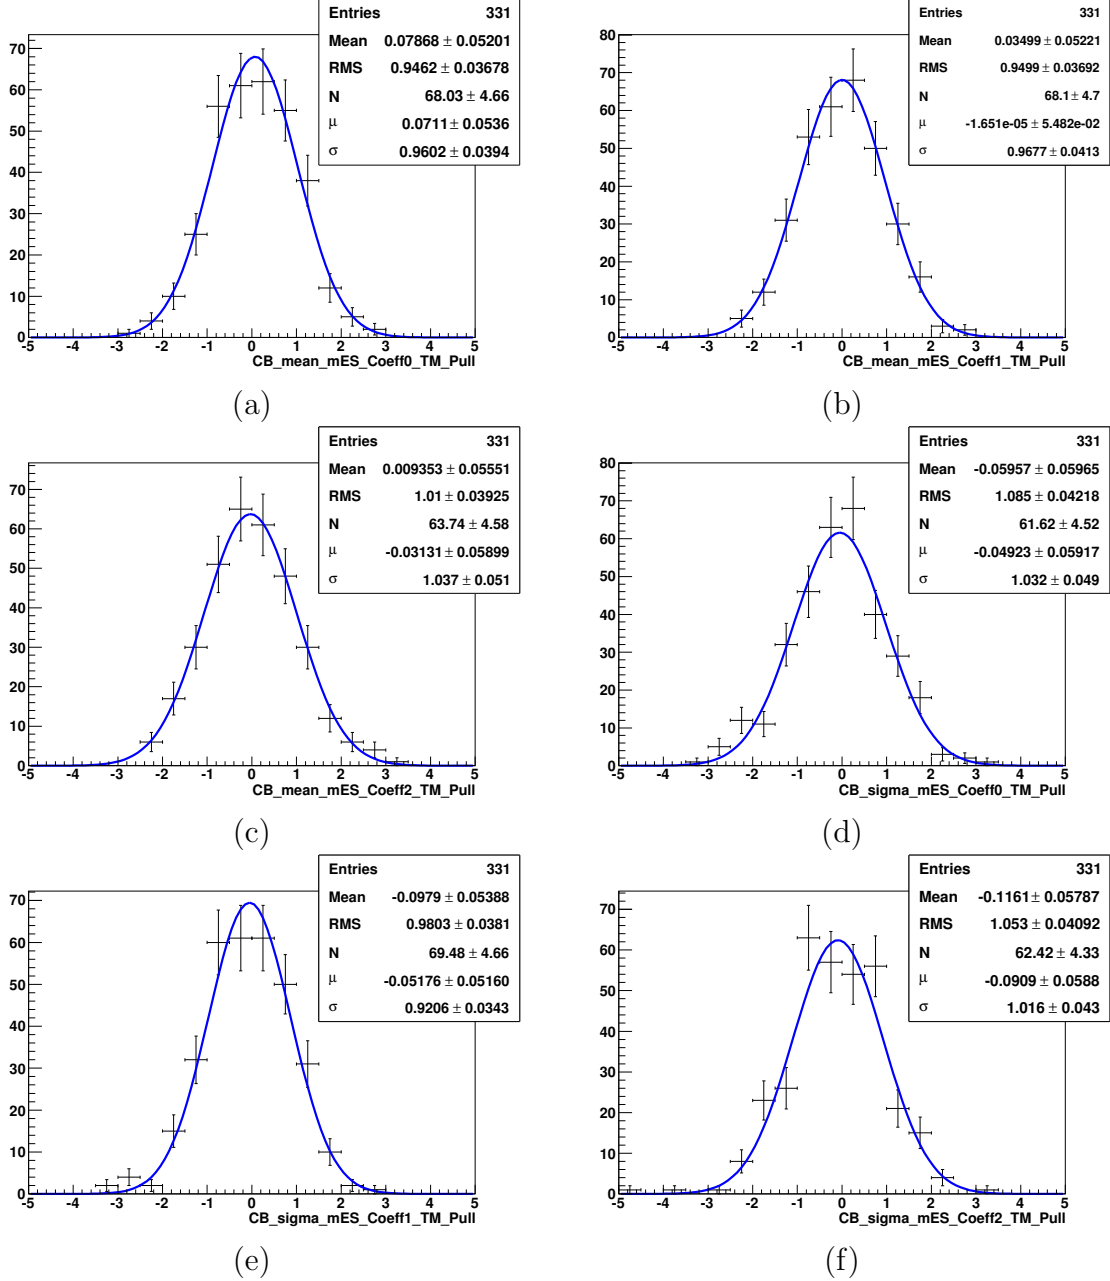 Entries 331
Mean 0.07868 ± 0.05201
RMS 0.9462 ± 0.03678
N 68.03 ± 4.66
μ 0.0711 ± 0.0536
σ 0.9602 ± 0.0394
70
60
50
40
30
20
10
0
-5 -4 -3 -2 -1 0 1 2 3 4 5
CB_mean_mES_Coeff0_TM_Pull
(a)
Entries 331
Mean 0.03499 ± 0.05221
RMS 0.9499 ± 0.03692
N 68.1 ± 4.7
μ -1.651e-05 ± 5.482e-02
σ 0.9677 ± 0.0413
80
70
60
50
40
30
20
10
0
-5 -4 -3 -2 -1 0 1 2 3 4 5
CB_mean_mES_Coeff1_TM_Pull
(b)
Entries 331
Mean 0.009353 ± 0.05551
RMS 1.01 ± 0.03925
N 63.74 ± 4.58
μ -0.03131 ± 0.05899
σ 1.037 ± 0.051
70
60
50
40
30
20
10
0
-5 -4 -3 -2 -1 0 1 2 3 4 5
CB_mean_mES_Coeff2_TM_Pull
(c)
Entries 331
Mean -0.05957 ± 0.05965
RMS 1.085 ± 0.04218
N 61.62 ± 4.52
μ -0.04923 ± 0.05917
σ 1.032 ± 0.049
80
70
60
50
40
30
20
10
0
-5 -4 -3 -2 -1 0 1 2 3 4 5
CB_sigma_mES_Coeff0_TM_Pull
(d)
Entries 331
Mean -0.0979 ± 0.05388
RMS 0.9803 ± 0.0381
N 69.48 ± 4.66
μ -0.05176 ± 0.05160
σ 0.9206 ± 0.0343
70
60
50
40
30
20
10
0
-5 -4 -3 -2 -1 0 1 2 3 4 5
CB_sigma_mES_Coeff1_TM_Pull
(e)
Entries 331
Mean -0.1161 ± 0.05787
RMS 1.053 ± 0.04092
N 62.42 ± 4.33
μ -0.0909 ± 0.0588
σ 1.016 ± 0.043
70
60
50
40
30
20
10
0
-5 -4 -3 -2 -1 0 1 2 3 4 5
CB_sigma_mES_Coeff2_TM_Pull
(f)